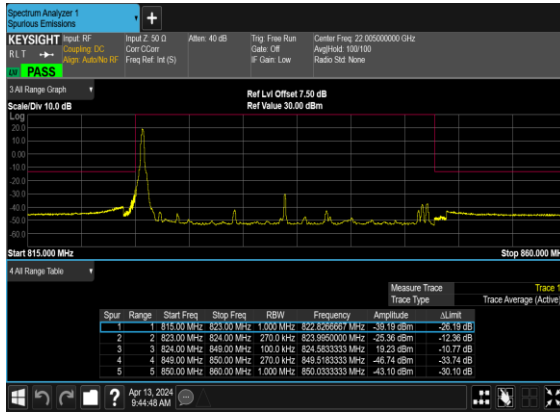 Spectrum Analyzer 1
Spurious Emissions
+
KEYSIGHT Input: RF Input Z: 50 Ω Atten: 40 dB Trig: Free Run Center Freq: 22.005000000 GHz
RLT Coupling: DC Corr CCorr Gate: Off Avg|Hold: 100/100
Align: Auto/No RF Freq Ref: Int (S) IF Gain: Low Radio Std: None
PASS
3 All Range Graph
Ref Lvl Offset 7.50 dB
Scale/Div 10.0 dB Ref Value 30.00 dBm
Log
20.0
10.0
0.00
-10.0
-20.0
-30.0
-40.0
-50.0
-60.0
Start 815.000 MHz Stop 860.000 MH
4 All Range Table
Measure Trace Trace 1
Trace Type Trace Average (Active)
Spur Range Start Freq Stop Freq RBW Frequency Amplitude ΔLimit
1 1 815.00 MHz 823.00 MHz 1.000 MHz 822.8266667 MHz -39.19 dBm -26.19 dB
2 2 823.00 MHz 824.00 MHz 270.0 kHz 823.9950000 MHz -25.36 dBm -12.36 dB
3 3 824.00 MHz 849.00 MHz 100.0 kHz 824.5833333 MHz 19.23 dBm -10.77 dB
4 4 849.00 MHz 850.00 MHz 270.0 kHz 849.5183333 MHz -46.74 dBm -33.74 dB
5 5 850.00 MHz 860.00 MHz 1.000 MHz 850.0333333 MHz -43.10 dBm -30.10 dB
? Apr 13, 2024
9:44:48 AM